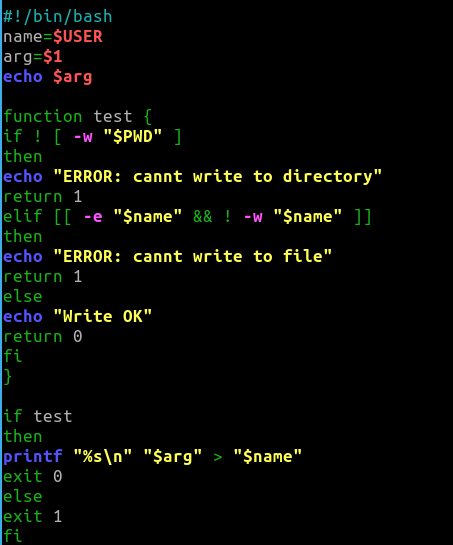 #!/bin/bash
name=$USER
arg=$1
echo $arg
function test {
if ! [ -w "$PWD" ]
then
echo "ERROR: cannt write to directory"
return 1
elif [[ -e "$name" && ! -w "$name" ]]
then
echo "ERROR: cannt write to file"
return 1
else
echo "Write OK"
return 0
fi
}
if test
then
printf "%s\n" "$arg" > "$name"
exit 0
else
exit 1
fi